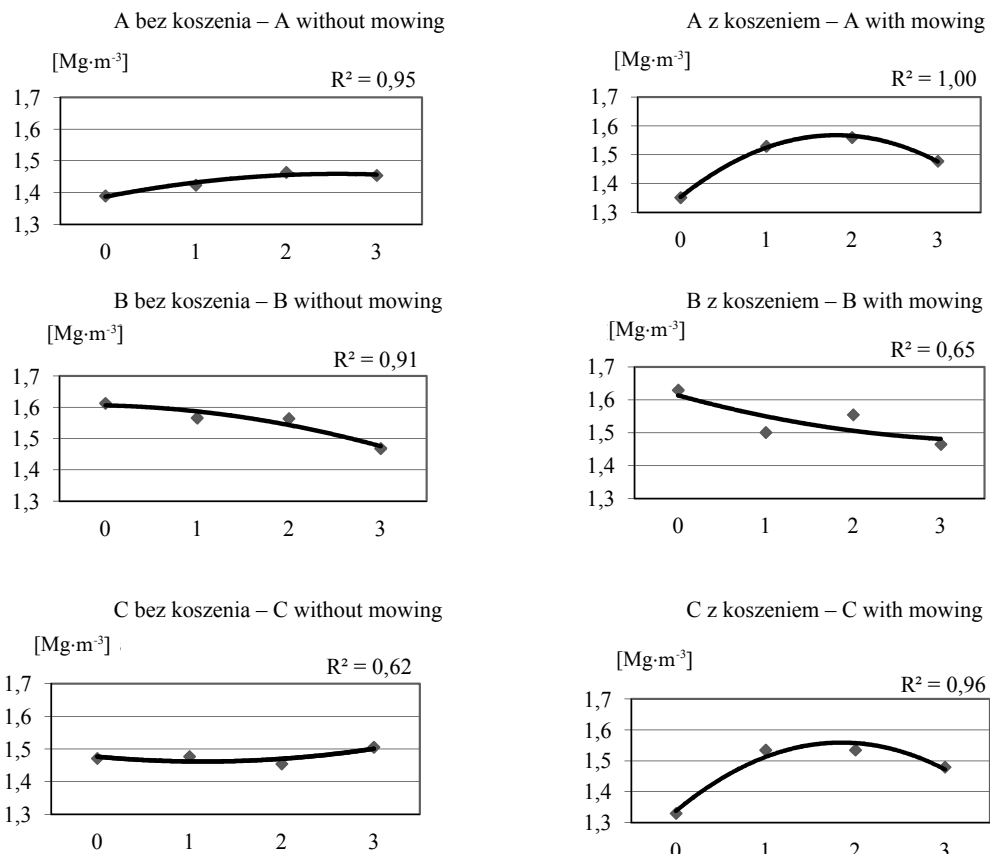 A bez koszenia – A without mowing
[Mg·m⁻³]
R² = 0,95
1,7
1,6
1,5
1,4
1,3
0 1 2 3
A z koszeniem – A with mowing
[Mg·m⁻³]
R² = 1,00
1,7
1,6
1,5
1,4
1,3
0 1 2 3
B bez koszenia – B without mowing
[Mg·m⁻³]
R² = 0,91
1,7
1,6
1,5
1,4
1,3
0 1 2 3
B z koszeniem – B with mowing
[Mg·m⁻³]
R² = 0,65
1,7
1,6
1,5
1,4
1,3
0 1 2 3
C bez koszenia – C without mowing
[Mg·m⁻³]
R² = 0,62
1,7
1,6
1,5
1,4
1,3
0 1 2 3
C z koszeniem – C with mowing
[Mg·m⁻³]
R² = 0,96
1,7
1,6
1,5
1,4
1,3
0 1 2 3